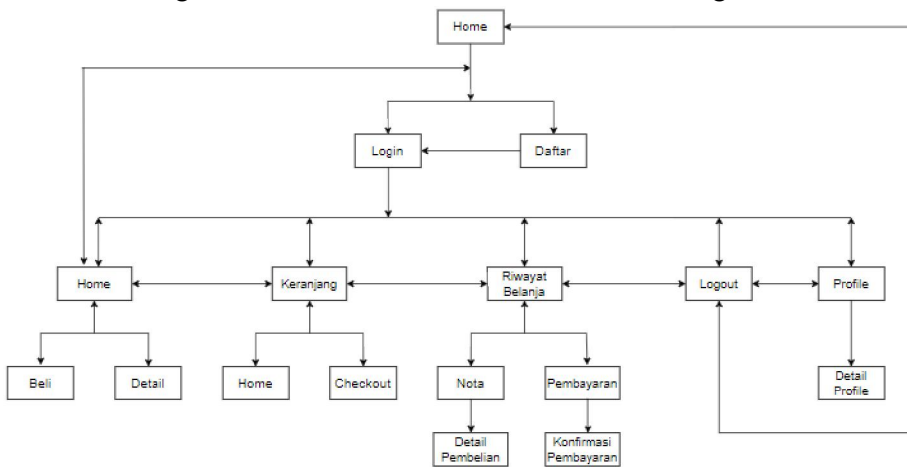 Home
Login
Daftar
Home
Keranjang
Riwayat
Belanja
Logout
Profile
Beli
Detail
Home
Checkout
Nota
Pembayaran
Detail
Profile
Detail
Pembelian
Konfirmasi
Pembayaran